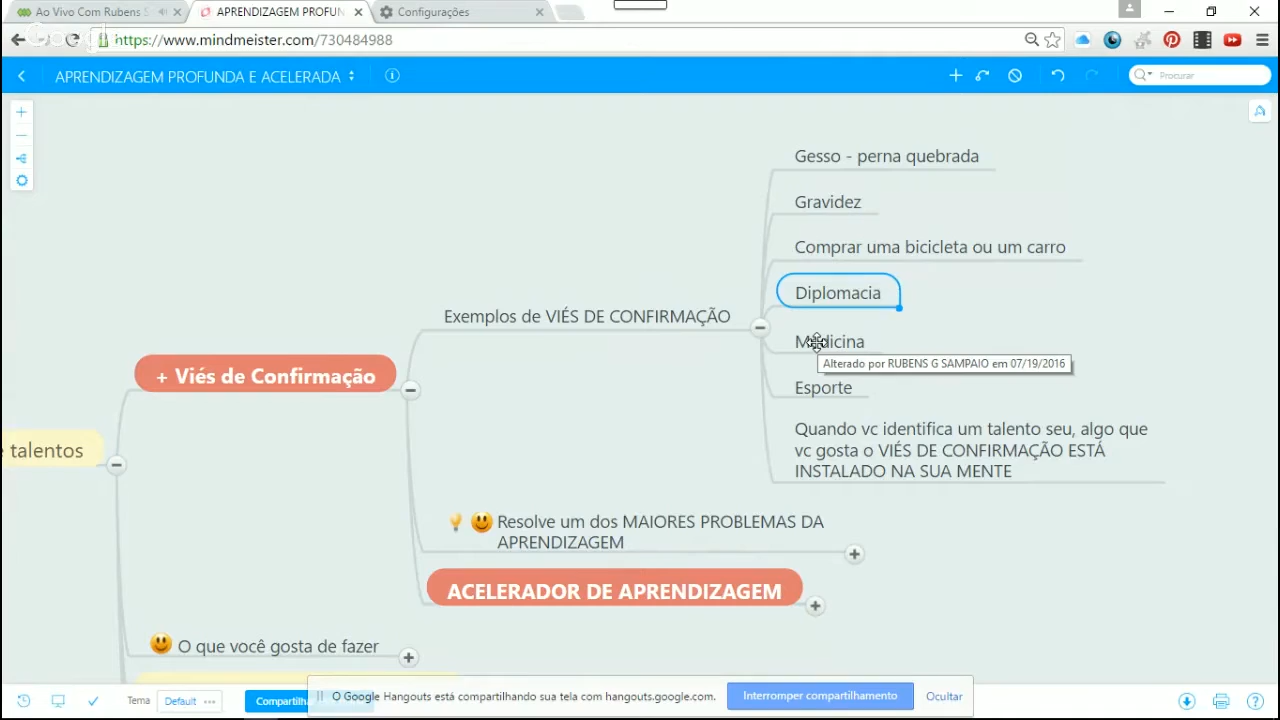 Ao Vivo Com Rubens S
APRENDIZAGEM PROFUN
Configurações
https://www.mindmeister.com/730484988
APRENDIZAGEM PROFUNDA E ACELERADA
Procurar
Gesso - perna quebrada
Gravidez
Comprar uma bicicleta ou um carro
Diplomacia
Exemplos de VIÉS DE CONFIRMAÇÃO
Medicina
Alterado por RUBENS G SAMPAIO em 07/19/2016
+ Viés de Confirmação
Esporte
Quando vc identifica um talento seu, algo que
vc gosta o VIÉS DE CONFIRMAÇÃO ESTÁ
INSTALADO NA SUA MENTE
e talentos
Resolve um dos MAIORES PROBLEMAS DA
APRENDIZAGEM
ACELERADOR DE APRENDIZAGEM
O que você gosta de fazer
Tema
Default
Compartilha
O Google Hangouts está compartilhando sua tela com hangouts.google.com.
Interromper compartilhamento
Ocultar